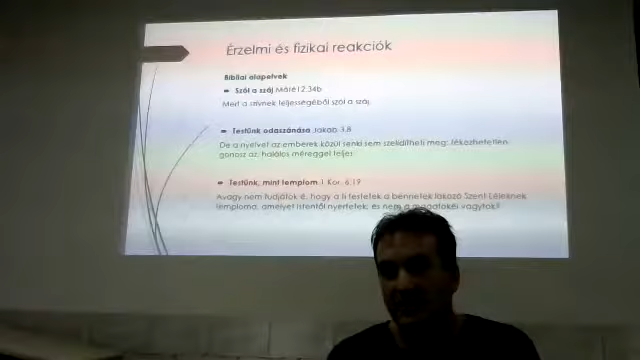 Érzelmi és fizikai reakciók
Bibliai alapelvek
Szól a száj Máté12:34b
Mert a szívnek teljességéből szól a száj.
Testünk odaszánása Jakab 3,8
De a nyelvet az emberek közül senki sem szelídítheti meg; fékezhetetlen
gonosz az, halálos méreggel teljes.
Testünk, mint templom 1 Kor. 6:19
Avagy nem tudjátok é, hogy a ti testetek a bennetek lakozó Szent Léleknek
temploma, amelyet Istentől nyertetek; és nem a magatokéi vagytok?